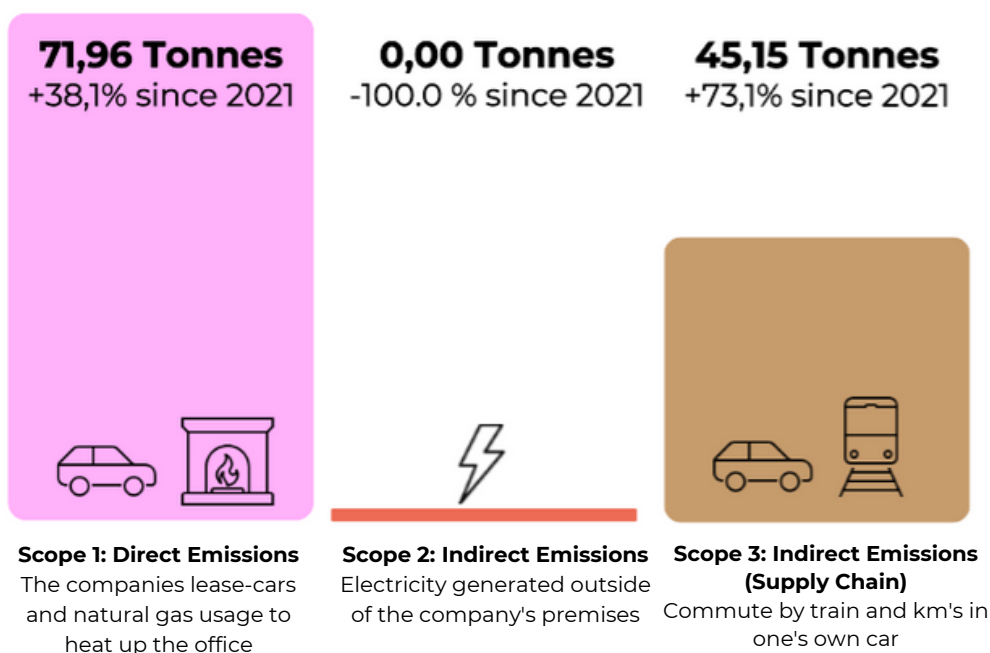 71,96 Tonnes
+38,1% since 2021
0,00 Tonnes
-100.0 % since 2021
45,15 Tonnes
+73,1% since 2021
Scope 1: Direct Emissions
The companies lease-cars
and natural gas usage to
heat up the office
Scope 2: Indirect Emissions
Electricity generated outside
of the company's premises
Scope 3: Indirect Emissions
(Supply Chain)
Commute by train and km's in
one's own car